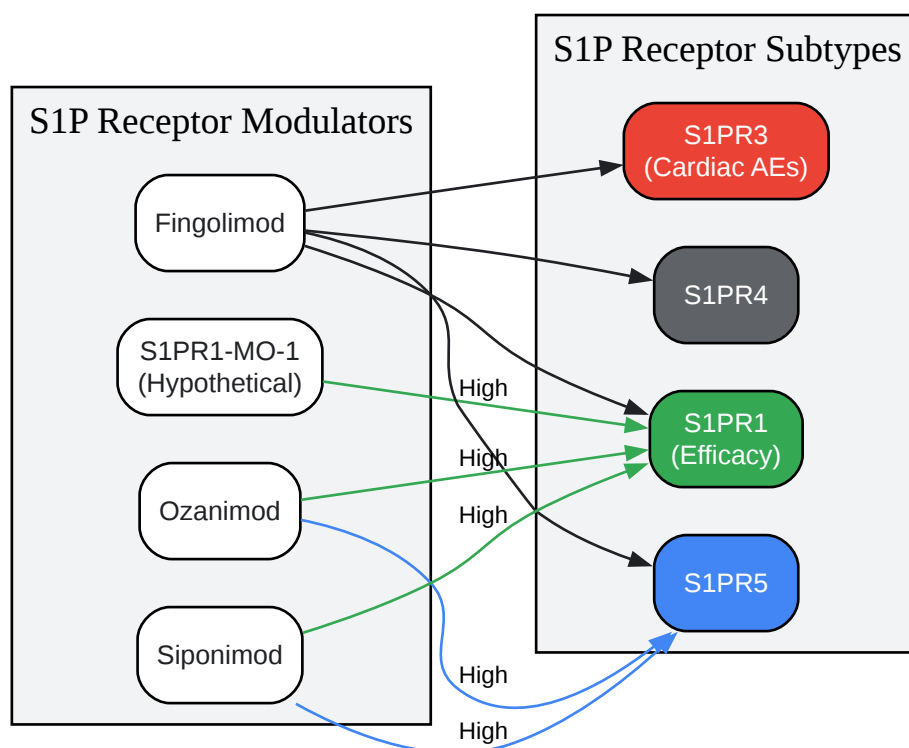 S1P Receptor Modulators
Fingolimod
S1PR1-MO-1
(Hypothetical)
Ozanimod
Siponimod
High
High
High
High
High
S1P Receptor Subtypes
S1PR3
(Cardiac AEs)
S1PR4
S1PR1
(Efficacy)
S1PR5